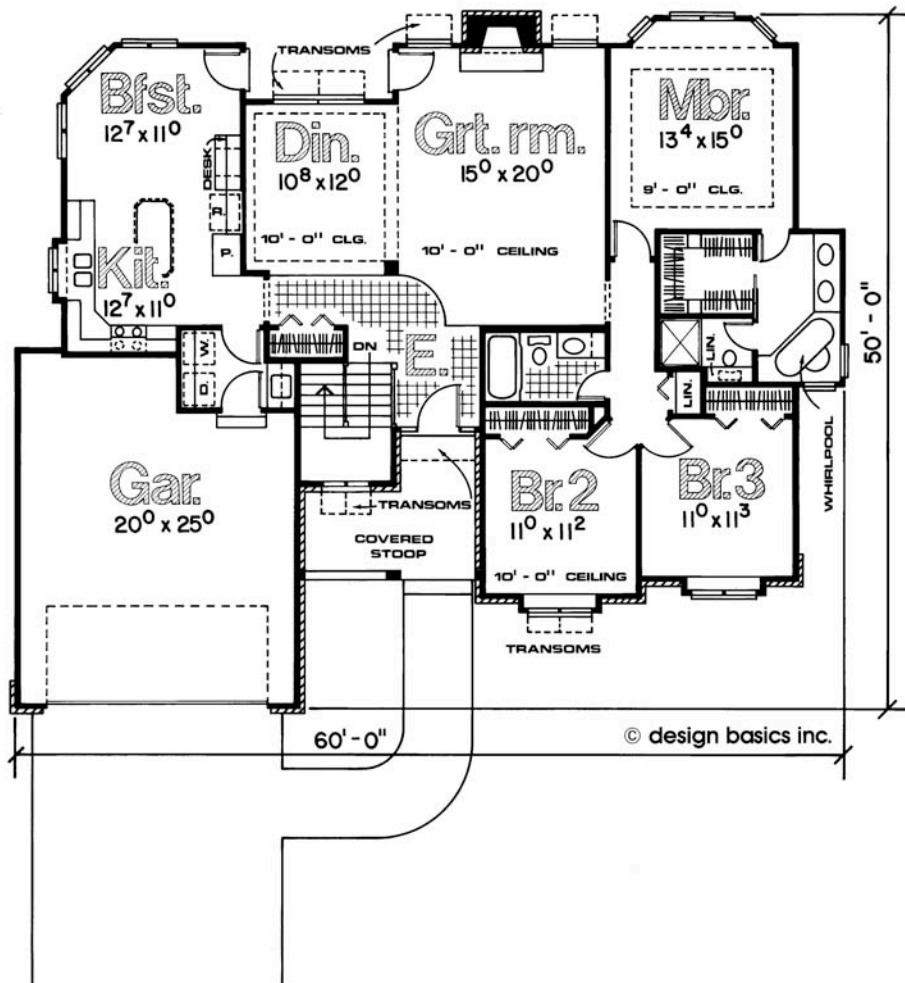 TRANSOMS
Bfst.
12⁷ x 11⁰
DESK
Din.
10⁸ x 12⁰
10' - 0" CLG.
Grt. rm.
15⁰ x 20⁰
10' - 0" CEILING
Mbr.
13⁴ x 15⁰
9' - 0" CLG.
R.
P.
Kit.
12⁷ x 11⁰
50' - 0"
W.
D.
DN
E.
LIN.
LIN.
WHIRLPOOL
Gar.
20⁰ x 25⁰
TRANSOMS
COVERED
STOOP
Br. 2
11⁰ x 11²
10' - 0" CEILING
Br. 3
11⁰ x 11³
TRANSOMS
60' - 0"
© design basics inc.